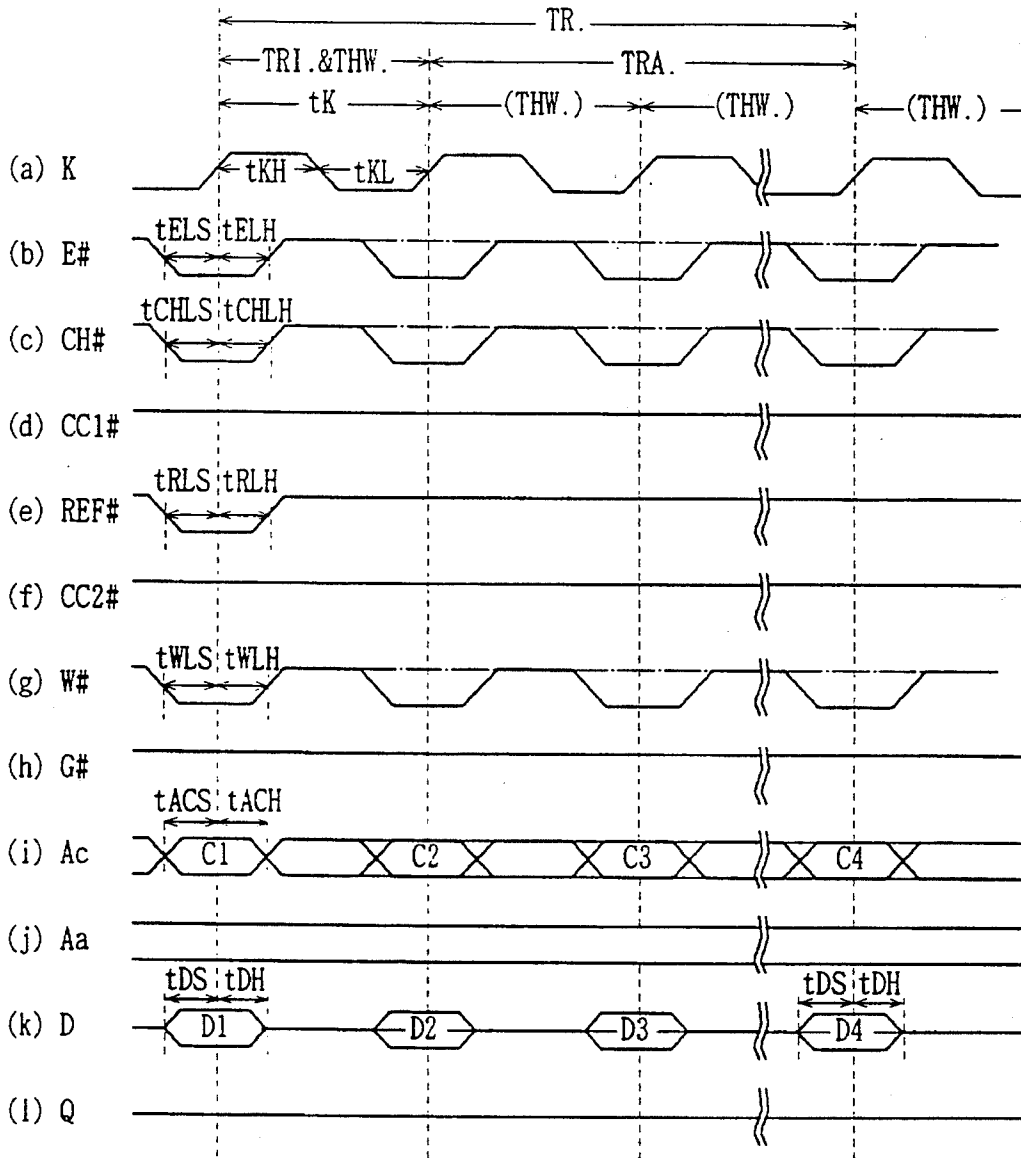 TR.
TRI.&THW. TRA.
tK (THW.) (THW.) (THW.)
(a) K tKH tKL
tELS tELH
(b) E#
tCHLS tCHLH
(c) CH#
(d) CC1#
tRLS tRLH
(e) REF#
(f) CC2#
tWLS tWLH
(g) W#
(h) G#
tACS tACH
(i) Ac C1 C2 C3 C4
(j) Aa
tDS tDH tDS tDH
(k) D D1 D2 D3 D4
(l) Q